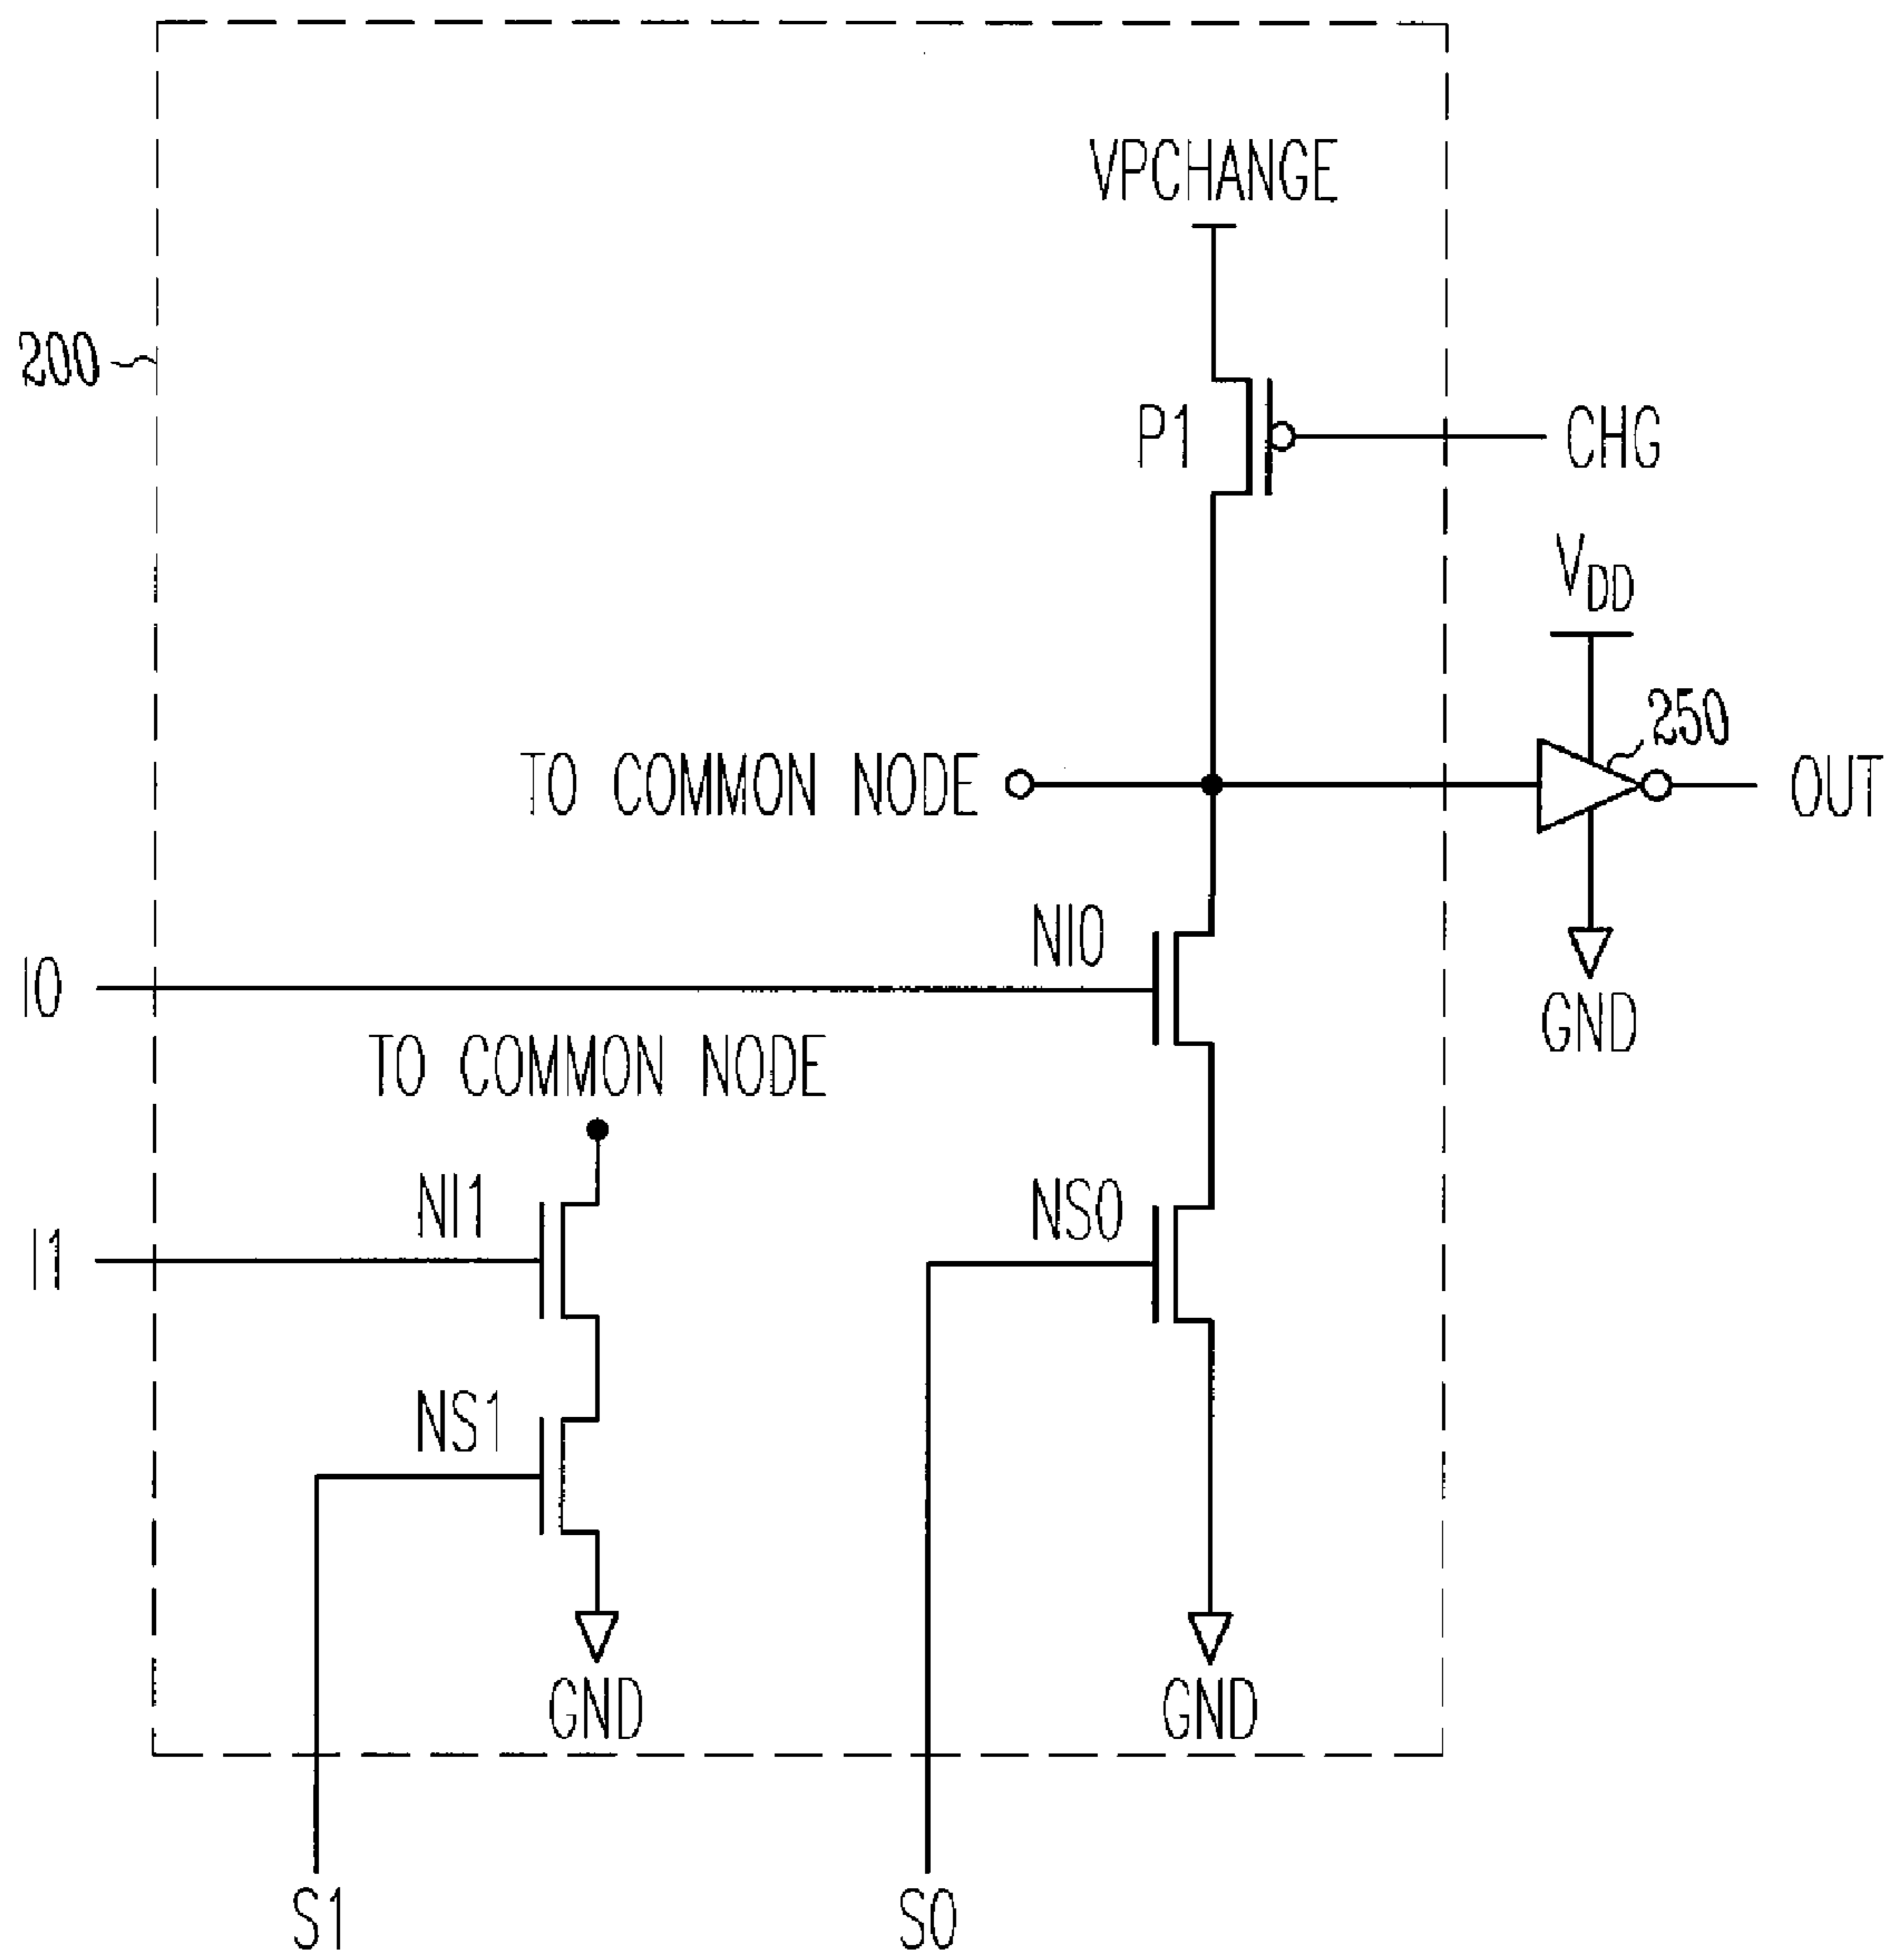 VPCHANGE
200
P1
CHG
VDD
250
TO COMMON NODE
OUT
NI0
I0
GND
TO COMMON NODE
NI1
NS0
I1
NS1
GND
GND
S1
S0